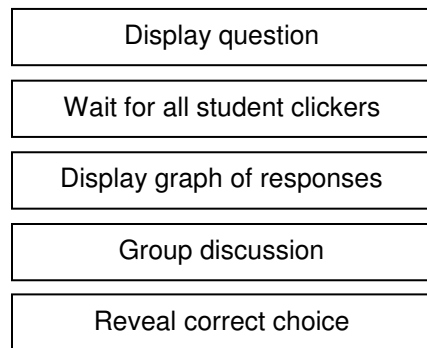 Display question
Wait for all student clickers
Display graph of responses
Group discussion
Reveal correct choice